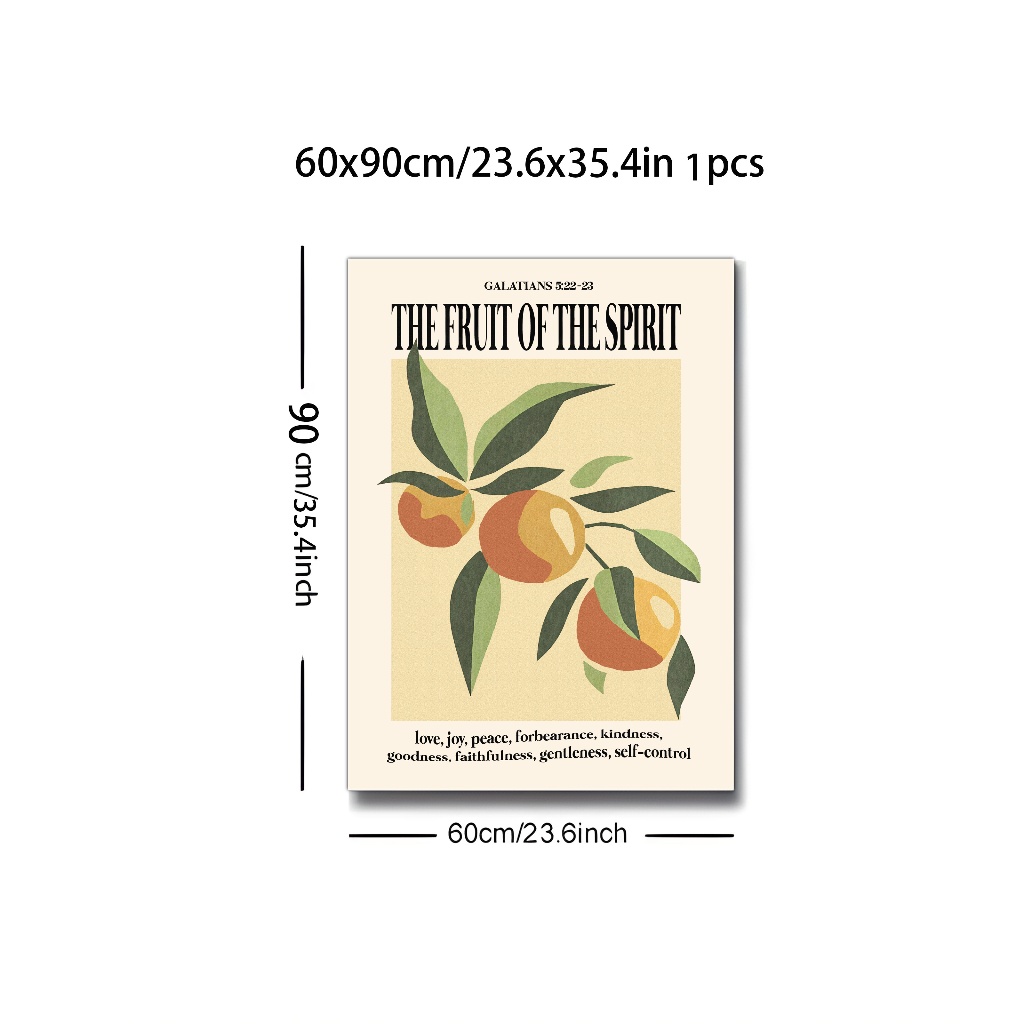 60x90cm/23.6x35.4in 1pcs
GALATIANS 5:22-23
THE FRUIT OF THE SPIRIT
90 cm/35.4inch
love, joy, peace, forbearance, kindness,
goodness, faithfulness, gentleness, self-control
60cm/23.6inch